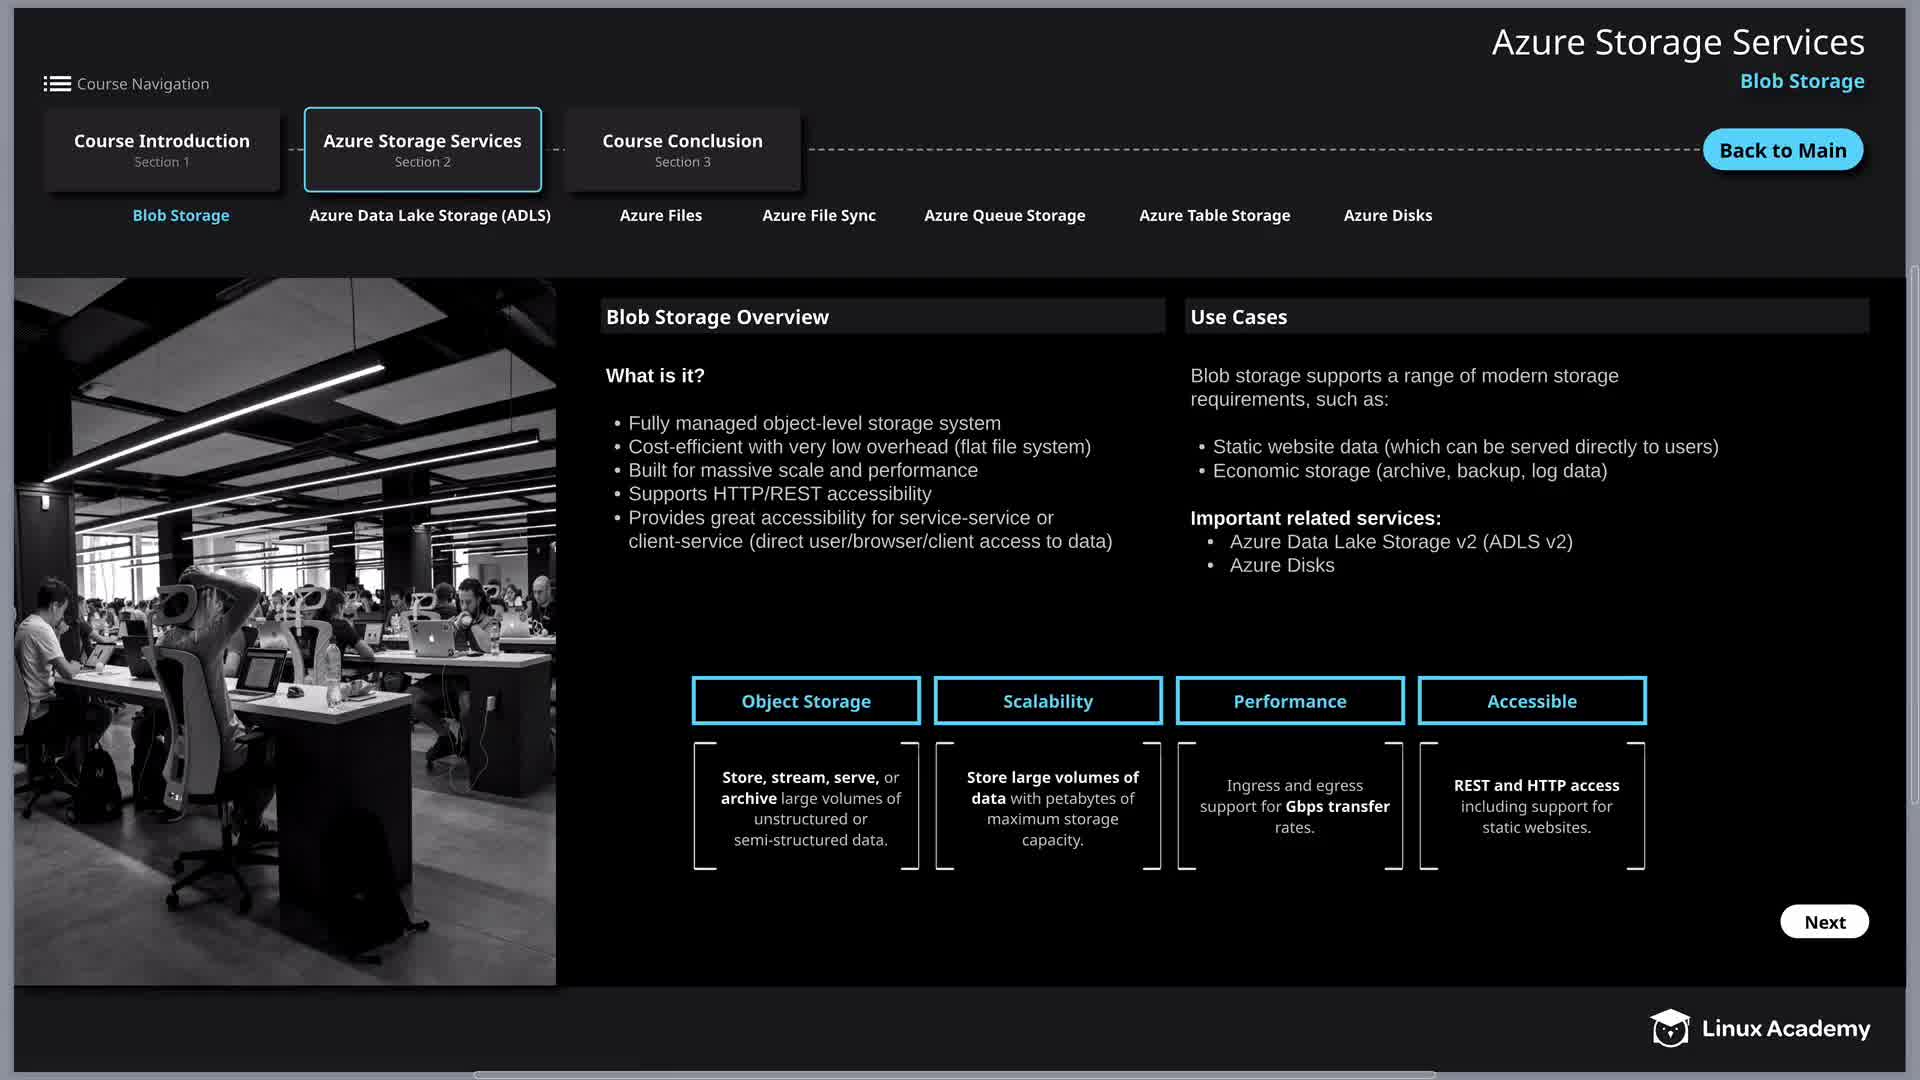 Azure Storage Services
Blob Storage
Course Navigation
Course Introduction
Section 1
Azure Storage Services
Section 2
Course Conclusion
Section 3
Back to Main
Blob Storage
Azure Data Lake Storage (ADLS)
Azure Files
Azure File Sync
Azure Queue Storage
Azure Table Storage
Azure Disks
Blob Storage Overview
What is it?
• Fully managed object-level storage system
• Cost-efficient with very low overhead (flat file system)
• Built for massive scale and performance
• Supports HTTP/REST accessibility
• Provides great accessibility for service-service or
client-service (direct user/browser/client access to data)
Use Cases
Blob storage supports a range of modern storage
requirements, such as:
• Static website data (which can be served directly to users)
• Economic storage (archive, backup, log data)
Important related services:
• Azure Data Lake Storage v2 (ADLS v2)
• Azure Disks
Object Storage
Store, stream, serve, or
archive large volumes of
unstructured or
semi-structured data.
Scalability
Store large volumes of
data with petabytes of
maximum storage
capacity.
Performance
Ingress and egress
support for Gbps transfer
rates.
Accessible
REST and HTTP access
including support for
static websites.
Next
Linux Academy